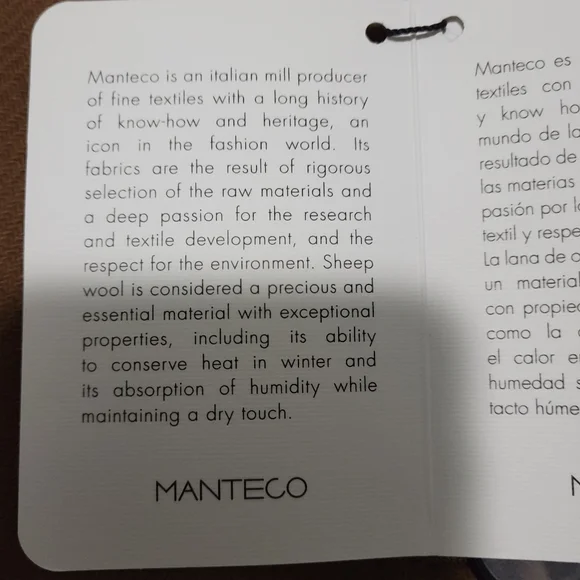 Manteco is an italian mill producer
of fine textiles with a long history
of know-how and heritage, an
icon in the fashion world. Its
fabrics are the result of rigorous
selection of the raw materials and
a deep passion for the research
and textile development, and the
respect for the environment. Sheep
wool is considered a precious and
essential material with exceptional
properties, including its ability
to conserve heat in winter and
its absorption of humidity while
maintaining a dry touch.
MANTECO
Manteco es
textiles con
y know
mundo de
resultado de
las materias
pasión por
textil y
La lana de
un material
con
como la
el calor
humedad
tacto